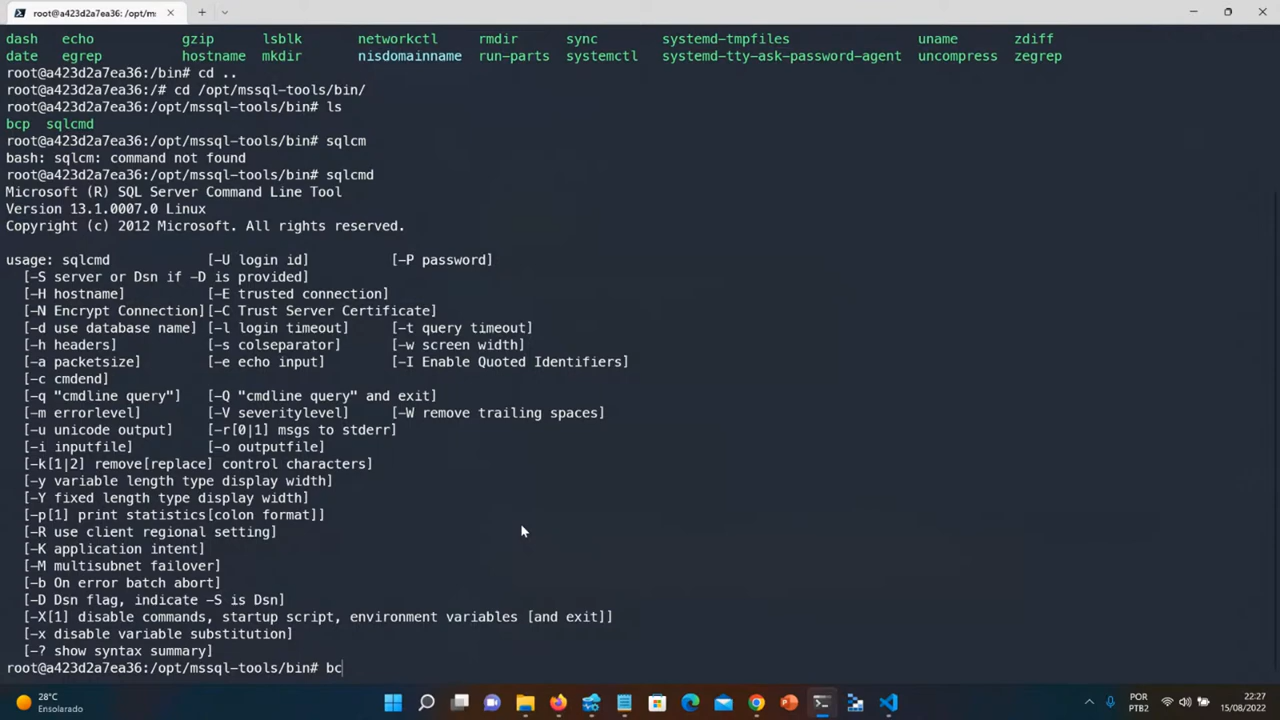 root@a423d2a7ea36: /opt/ms
dash echo gzip lsblk networkctl rmdir sync systemd-tmpfiles uname zdiff
date egrep hostname mkdir nisdomainname run-parts systemctl systemd-tty-ask-password-agent uncompress zegrep
root@a423d2a7ea36:/bin# cd ..
root@a423d2a7ea36:/# cd /opt/mssql-tools/bin/
root@a423d2a7ea36:/opt/mssql-tools/bin# ls
bcp sqlcmd
root@a423d2a7ea36:/opt/mssql-tools/bin# sqlcm
bash: sqlcm: command not found
root@a423d2a7ea36:/opt/mssql-tools/bin# sqlcmd
Microsoft (R) SQL Server Command Line Tool
Version 13.1.0007.0 Linux
Copyright (c) 2012 Microsoft. All rights reserved.
usage: sqlcmd [-U login id] [-P password]
[-S server or Dsn if -D is provided]
[-H hostname] [-E trusted connection]
[-N Encrypt Connection][-C Trust Server Certificate]
[-d use database name] [-l login timeout] [-t query timeout]
[-h headers] [-s colseparator] [-w screen width]
[-a packetsize] [-e echo input] [-I Enable Quoted Identifiers]
[-c cmdend]
[-q "cmdline query"] [-Q "cmdline query" and exit]
[-m errorlevel] [-V severitylevel] [-W remove trailing spaces]
[-u unicode output] [-r[0|1] msgs to stderr]
[-i inputfile] [-o outputfile]
[-k[1|2] remove[replace] control characters]
[-y variable length type display width]
[-Y fixed length type display width]
[-p[1] print statistics[colon format]]
[-R use client regional setting]
[-K application intent]
[-M multisubnet failover]
[-b On error batch abort]
[-D Dsn flag, indicate -S is Dsn]
[-X[1] disable commands, startup script, environment variables [and exit]]
[-x disable variable substitution]
[-? show syntax summary]
root@a423d2a7ea36:/opt/mssql-tools/bin# bc
28°C
Ensolarado
POR
PTB2
22:27
15/08/2022